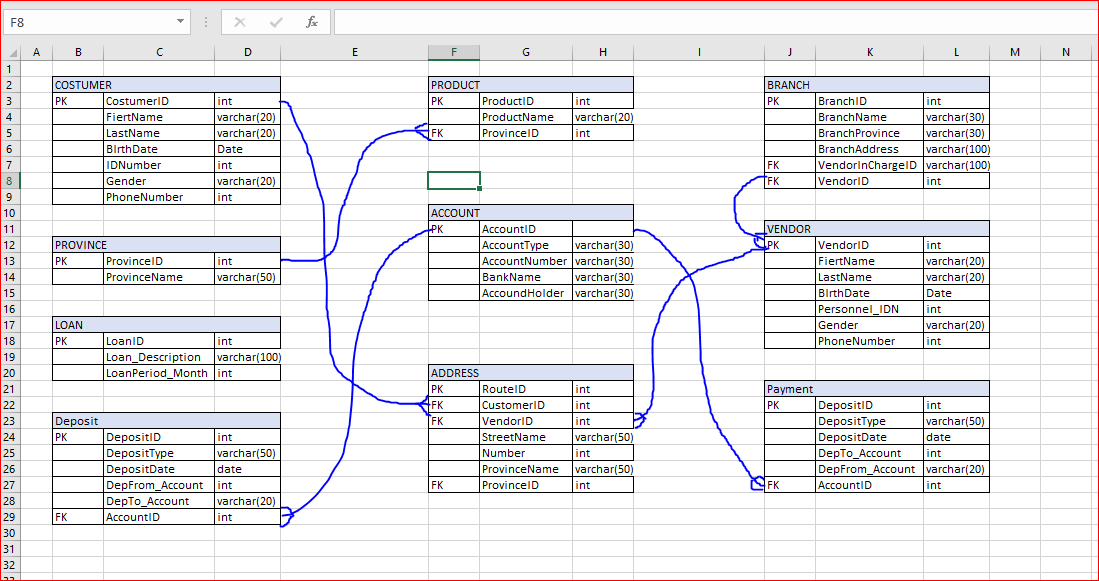 F8 fx
A B C D E F G H I J K L M N
1
2 COSTUMER PRODUCT BRANCH
3 PK CostumerID int PK ProductID int PK BranchID int
4 FiertName varchar(20) ProductName varchar(20) BranchName varchar(30)
5 LastName varchar(20) FK ProvinceID int BranchProvince varchar(30)
6 BIrthDate Date BranchAddress varchar(100)
7 IDNumber int FK VendorInChargeID varchar(100)
8 Gender varchar(20) FK VendorID int
9 PhoneNumber int
10 ACCOUNT
11 PK AccountID VENDOR
12 PROVINCE AccountType varchar(30) PK VendorID int
13 PK ProvinceID int AccountNumber varchar(30) FiertName varchar(20)
14 ProvinceName varchar(50) BankName varchar(30) LastName varchar(20)
15 AccoundHolder varchar(30) BIrthDate Date
16 Personnel_IDN int
17 LOAN Gender varchar(20)
18 PK LoanID int PhoneNumber int
19 Loan_Description varchar(100)
20 LoanPeriod_Month int ADDRESS
21 PK RouteID int Payment
22 FK CustomerID int PK DepositID int
23 Deposit FK VendorID int DepositType varchar(50)
24 PK DepositID int StreetName varchar(50) DepositDate date
25 DepositType varchar(50) Number int DepTo_Account int
26 DepositDate date ProvinceName varchar(50) DepFrom_Account varchar(20)
27 DepFrom_Account int FK ProvinceID int FK AccountID int
28 DepTo_Account varchar(20)
29 FK AccountID int
30
31
32